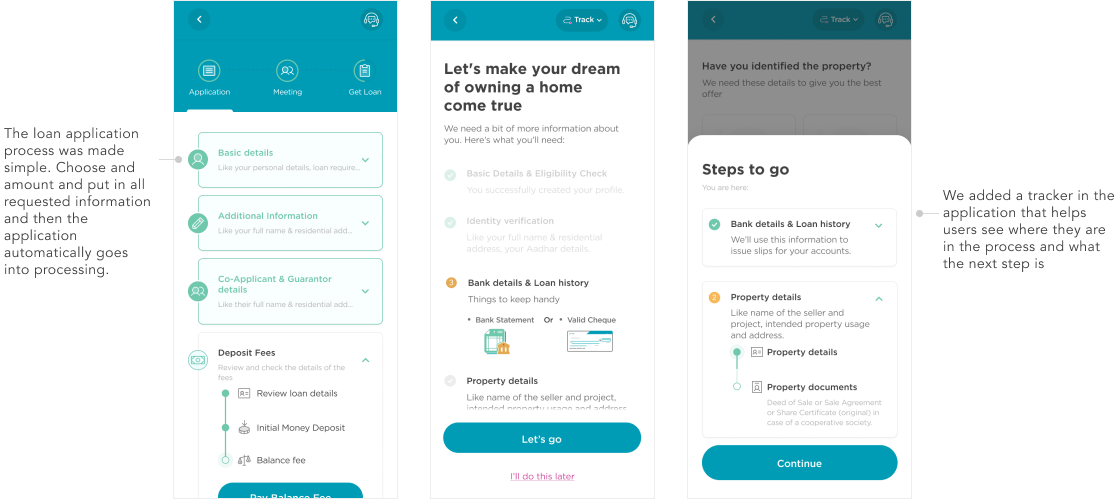 The loan application
process was made
simple. Choose and
amount and put in all
requested information
and then the
application
automatically goes
into processing.
Application
Meeting
Get Loan
Basic details
Like your personal details, loan require...
Additional Information
Like your full name & residential add...
Co-Applicant & Guarantor
details
Like their full name & residential add...
Deposit Fees
Review and check the details of the
fees
Review loan details
Initial Money Deposit
Balance fee
Pay Balance Fee
Track
Let's make your dream
of owning a home
come true
We need a bit of more information about
you. Here's what you'll need:
Basic Details & Eligibility Check
You successfully created your profile.
Identity verification
Like your full name & residential
address, your Aadhar details.
3 Bank details & Loan history
Things to keep handy
• Bank Statement Or • Valid Cheque
Property details
Like name of the seller and project,
intended property usage and address
Let's go
I'll do this later
Track
Have you identified the property?
We need these details to give you the best
offer
Steps to go
You are here:
Bank details & Loan history
We'll use this information to
issue slips for your accounts.
2 Property details
Like name of the seller and
project, intended property usage
and address.
Property details
Property documents
Deed of Sale or Sale Agreement
or Share Certificate (original) in
case of a cooperative society.
Continue
We added a tracker in the
application that helps
users see where they are
in the process and what
the next step is